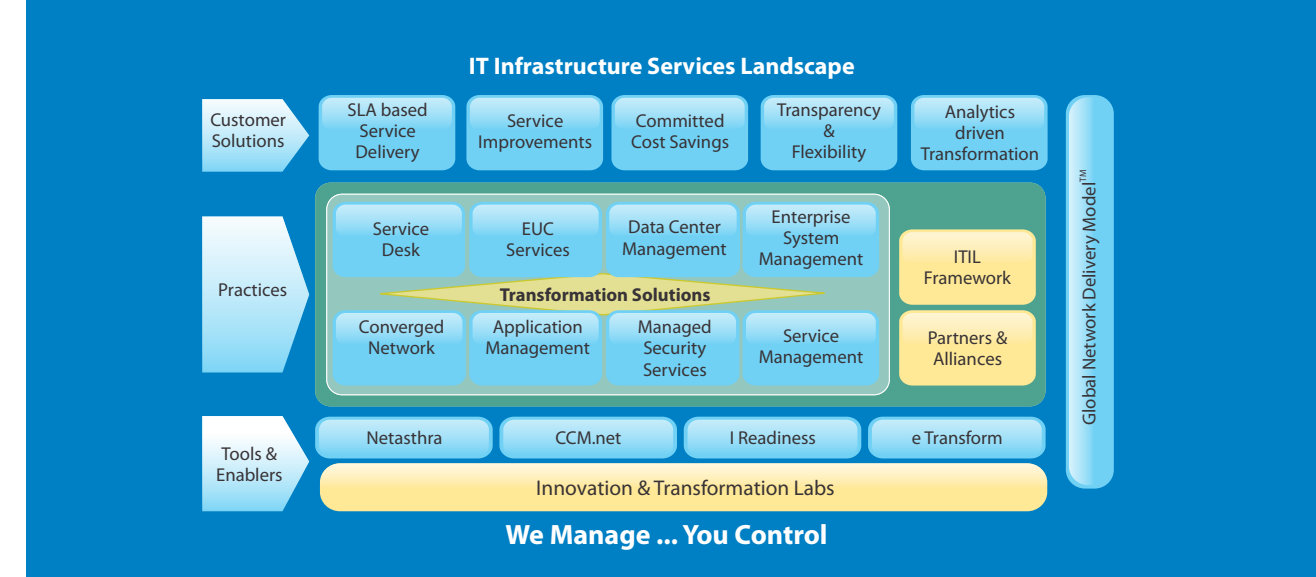 IT Infrastructure Services Landscape
Customer
Solutions
SLA based
Service
Delivery
Service
Improvements
Committed
Cost Savings
Transparency
&
Flexibility
Analytics
driven
Transformation
Practices
Service
Desk
EUC
Services
Data Center
Management
Enterprise
System
Management
Transformation Solutions
Converged
Network
Application
Management
Managed
Security
Services
Service
Management
ITIL
Framework
Partners &
Alliances
Tools &
Enablers
Netasthra
CCM.net
I Readiness
e Transform
Innovation & Transformation Labs
Global Network Delivery Model™
We Manage ... You Control